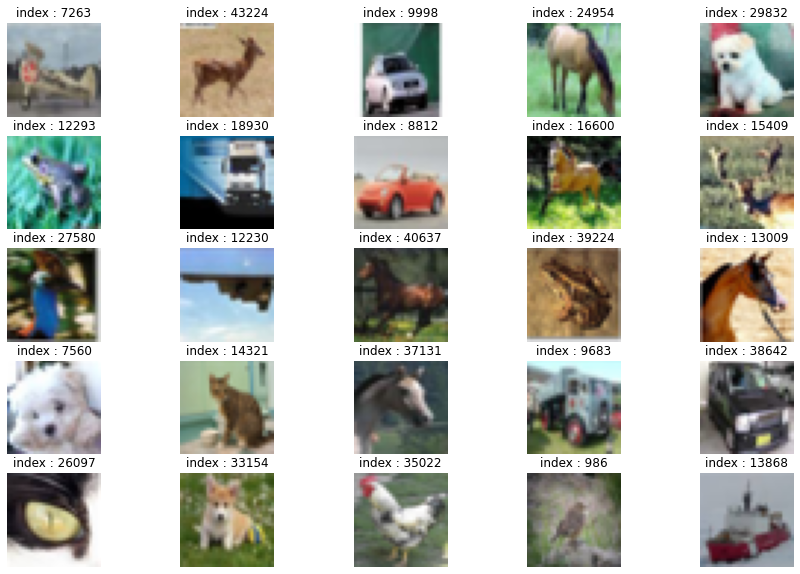 index : 7263
index : 43224
index : 9998
index : 24954
index : 29832
index : 12293
index : 18930
index : 8812
index : 16600
index : 15409
index : 27580
index : 12230
index : 40637
index : 39224
index : 13009
index : 7560
index : 14321
index : 37131
index : 9683
index : 38642
index : 26097
index : 33154
index : 35022
index : 986
index : 13868